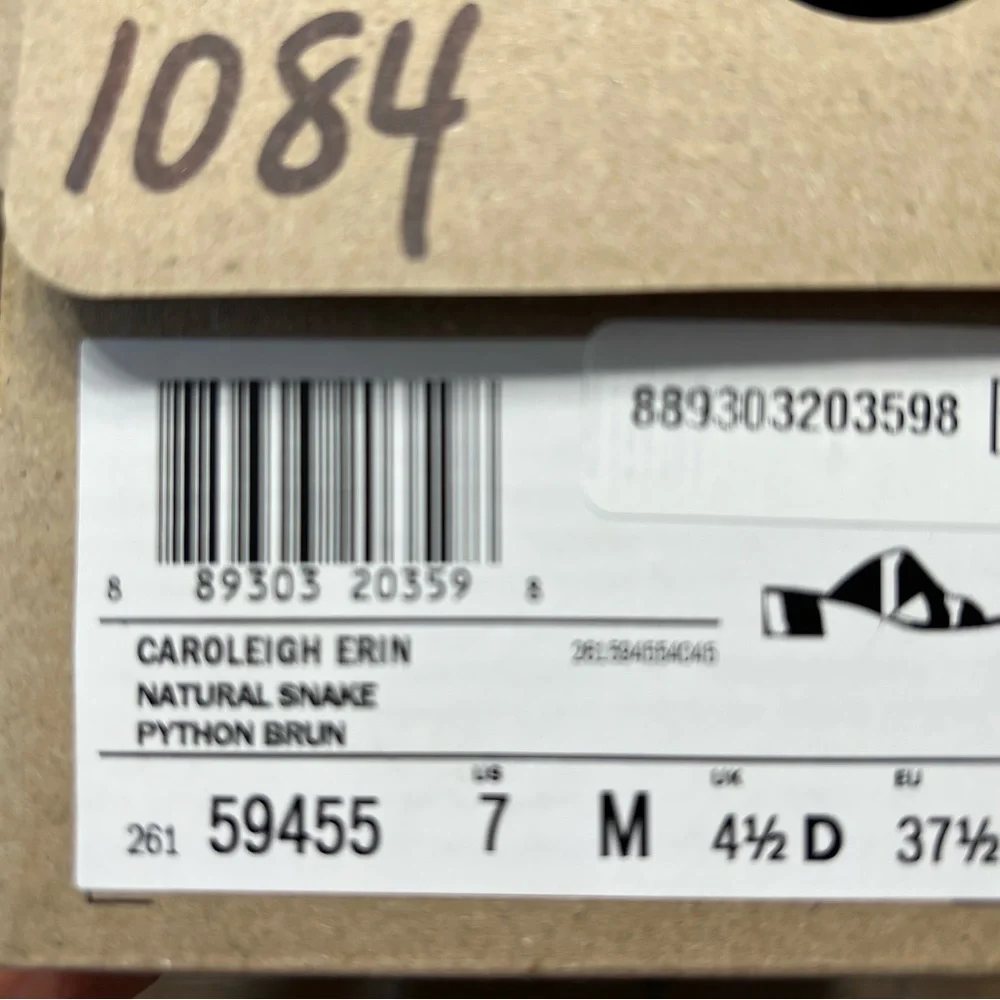 1084
889303203598
8 89303 20359 8
CAROLEIGH ERIN
NATURAL SNAKE
PYTHON BRUN
US UK EU
261 59455 7 M 4½ D 37½